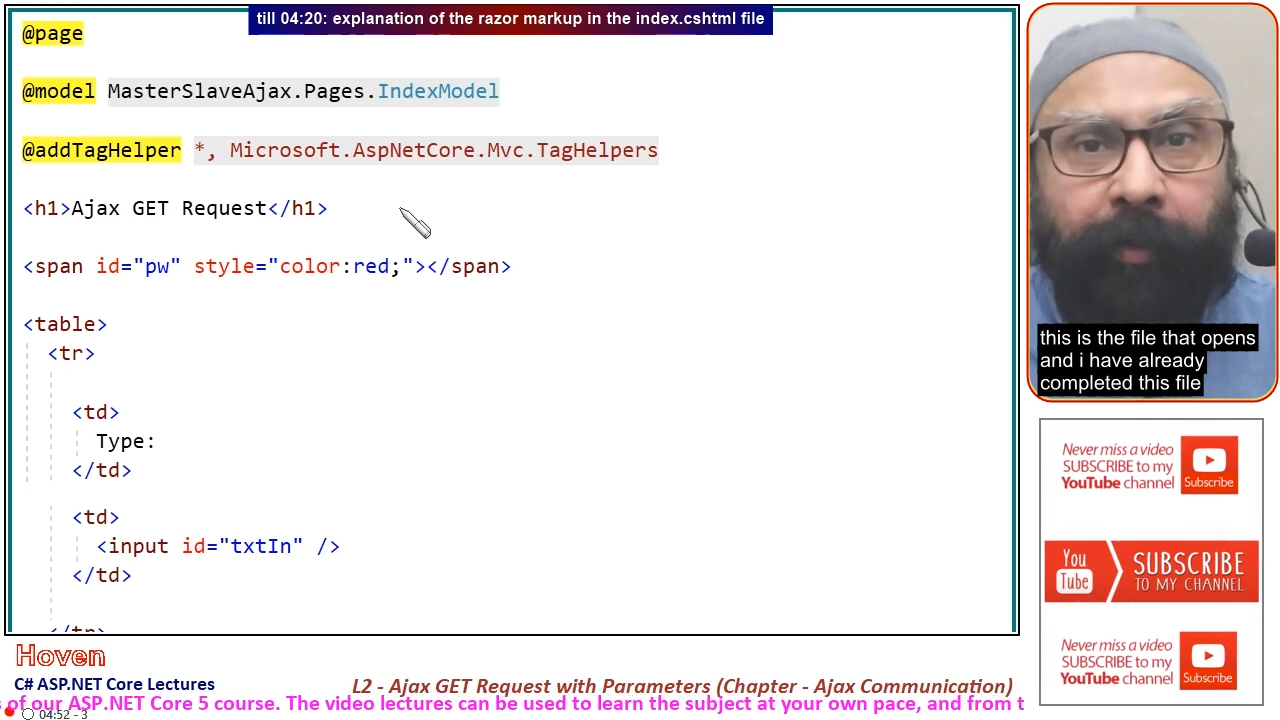 till 04:20: explanation of the razor markup in the index.cshtml file
@page
@model MasterSlaveAjax.Pages.IndexModel
@addTagHelper *, Microsoft.AspNetCore.Mvc.TagHelpers
<h1>Ajax GET Request</h1>
<span id="pw" style="color:red;"></span>
<table>
<tr>
<td>
Type:
</td>
<td>
<input id="txtIn" />
</td>
</tr>
this is the file that opens
and i have already
completed this file
Never miss a video
SUBSCRIBE to my
YouTube channel
Subscribe
You
Tube
SUBSCRIBE
TO MY CHANNEL
Never miss a video
SUBSCRIBE to my
YouTube channel
Subscribe
Hoven
C# ASP.NET Core Lectures
L2 - Ajax GET Request with Parameters (Chapter - Ajax Communication)
s of our ASP.NET Core 5 course. The video lectures can be used to learn the subject at your own pace, and from t
04:52 - 3